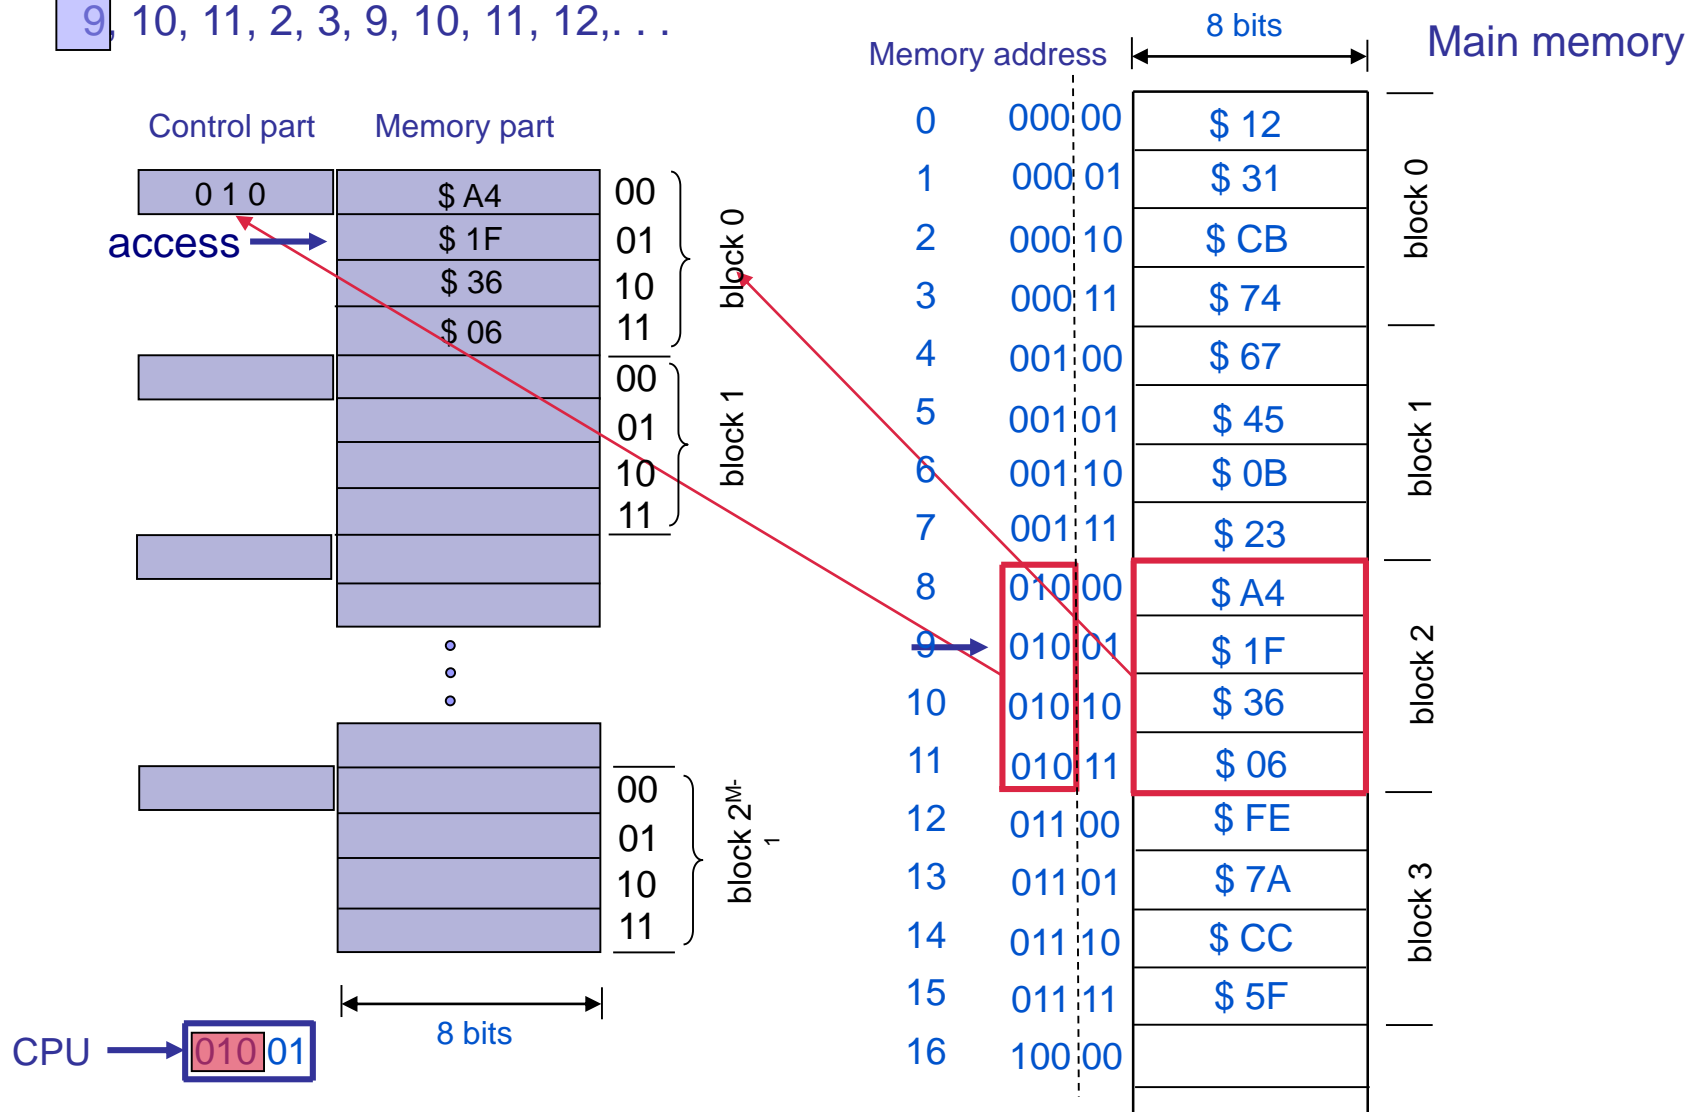 9, 10, 11, 2, 3, 9, 10, 11, 12,. . .
8 bits
Main memory
Memory address
Control part
Memory part
0 1 0
$ A4
00
access
$ 1F
01
$ 36
10
$ 06
11
block 0
00
01
10
11
block 1
00
01
10
11
block 2M-1
8 bits
CPU
010 01
0 000 00 $ 12
1 000 01 $ 31
2 000 10 $ CB
3 000 11 $ 74
block 0
4 001 00 $ 67
5 001 01 $ 45
6 001 10 $ 0B
7 001 11 $ 23
block 1
8 010 00 $ A4
9 010 01 $ 1F
10 010 10 $ 36
11 010 11 $ 06
block 2
12 011 00 $ FE
13 011 01 $ 7A
14 011 10 $ CC
15 011 11 $ 5F
block 3
16 100 00